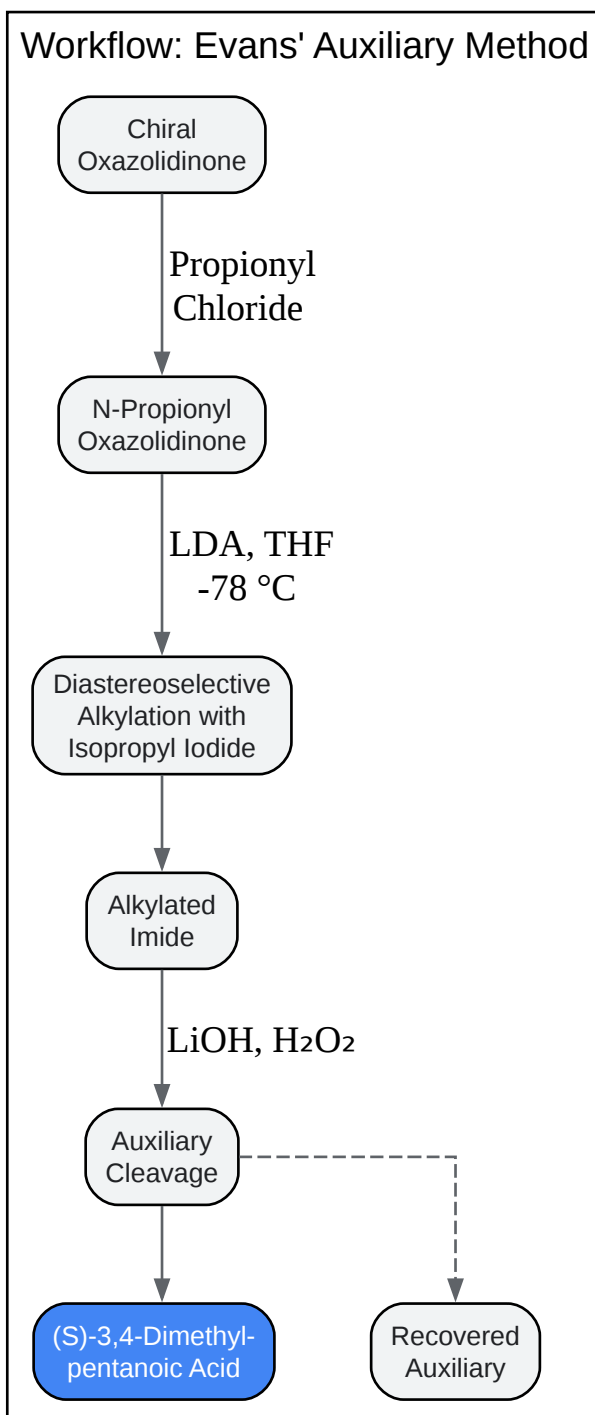 Workflow: Evans' Auxiliary Method
Chiral
Oxazolidinone
Propionyl
Chloride
N-Propionyl
Oxazolidinone
LDA, THF
-78 °C
Diastereoselective
Alkylation with
Isopropyl Iodide
Alkylated
Imide
LiOH, H₂O₂
Auxiliary
Cleavage
(S)-3,4-Dimethyl-
pentanoic Acid
Recovered
Auxiliary